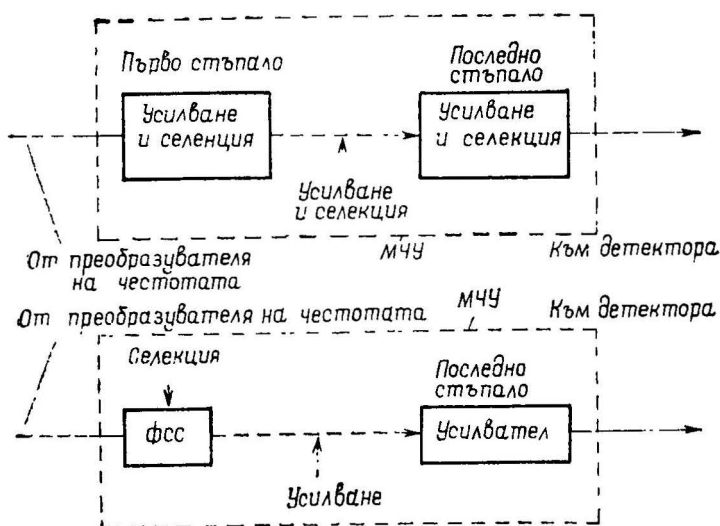 Първо стъпало
Последно
стъпало
Усилване
и селенция
Усилване
и селекция
Усилване
и селекция
МЧУ
Към детектора
От преобразувателя
на честотата
От преобразувателя на честотата
МЧУ
Към детектора
Селекция
Последно
стъпало
ФСС
Усилвател
Усилване